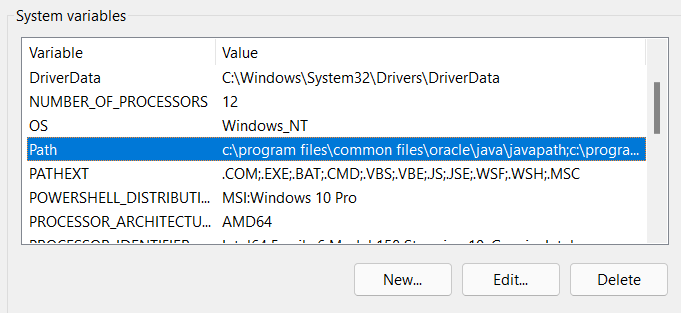 System variables
Variable Value
DriverData C:\Windows\System32\Drivers\DriverData
NUMBER_OF_PROCESSORS 12
OS Windows_NT
Path c:\program files\common files\oracle\java\javapath;c:\progra...
PATHEXT .COM;.EXE;.BAT;.CMD;.VBS;.VBE;.JS;.JSE;.WSF;.WSH;.MSC
POWERSHELL_DISTRIBUTI... MSI:Windows 10 Pro
PROCESSOR_ARCHITECTU... AMD64
PROCESSOR_IDENTIFIER
New... Edit... Delete